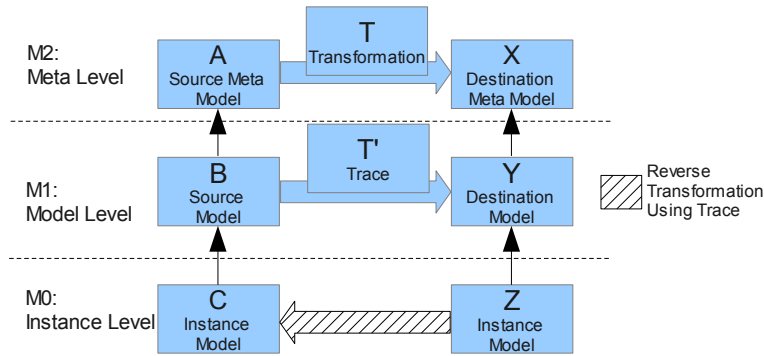 M2:
Meta Level
A
Source Meta
Model
T
Transformation
X
Destination
Meta Model
M1:
Model Level
B
Source
Model
T'
Trace
Y
Destination
Model
Reverse
Transformation
Using Trace
M0:
Instance Level
C
Instance
Model
Z
Instance
Model